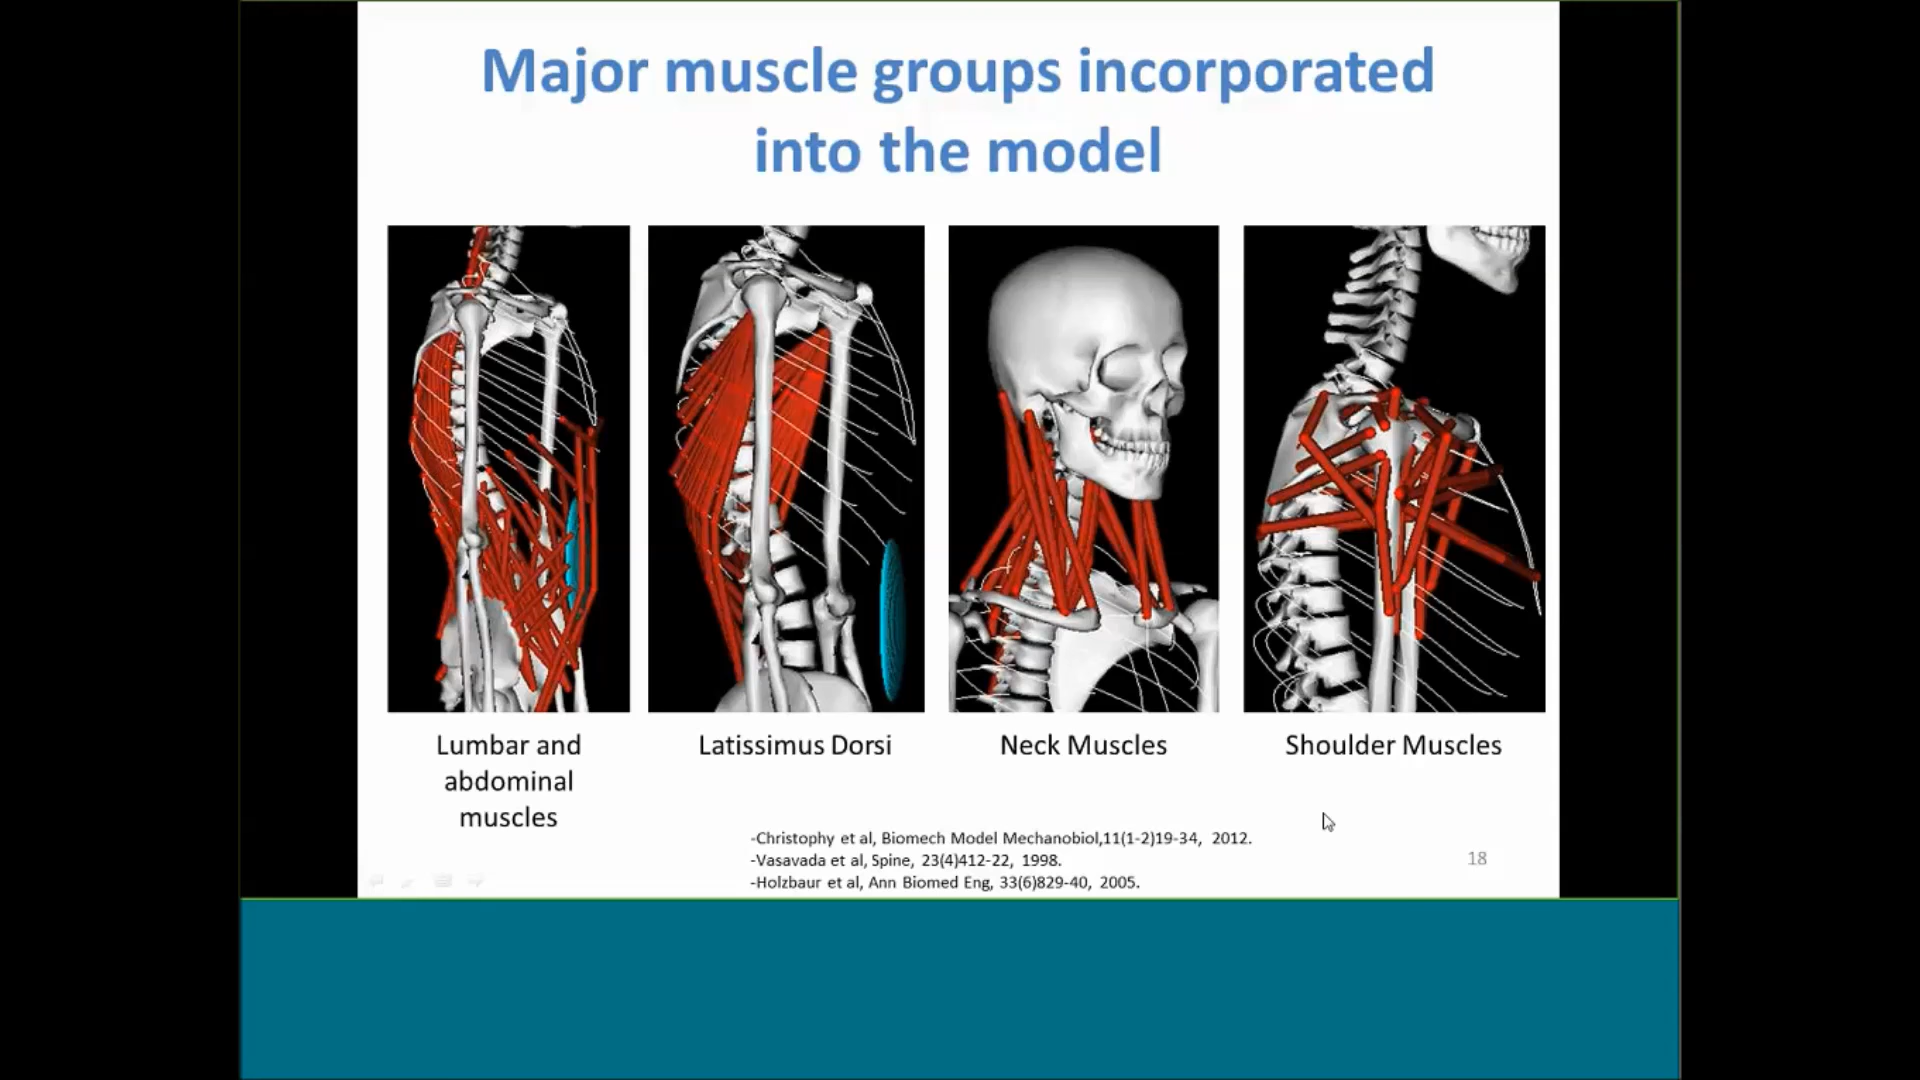 Major muscle groups incorporated
into the model
Lumbar and
abdominal
muscles
Latissimus Dorsi
Neck Muscles
Shoulder Muscles
-Christophy et al, Biomech Model Mechanobiol,11(1-2)19-34, 2012.
-Vasavada et al, Spine, 23(4)412-22, 1998.
-Holzbaur et al, Ann Biomed Eng, 33(6)829-40, 2005.
18